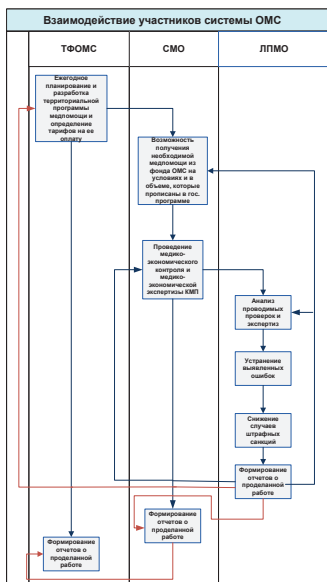 Взаимодействие участников системы ОМС
ТФОМС
СМО
ЛПМО
Ежегодное
планирование и
разработка
территориальной
программы
медпомощи и
определение
тарифов на ее
оплату
Возможность
получения
необходимой
медпомощи из
фонда ОМС на
условиях и в
объеме, которые
прописаны в гос.
программе
Проведение
медико-
экономического
контроля и
медико-
экономической
экспертизы КМП
Анализ
проводимых
проверок и
экспертиз
Устранение
выявленных
ошибок
Снижение
случаев
штрафных
санкций
Формирование
отчетов о
проделанной
работе
Формирование
отчетов о
проделанной
работе
Формирование
отчетов о
проделанной
работе